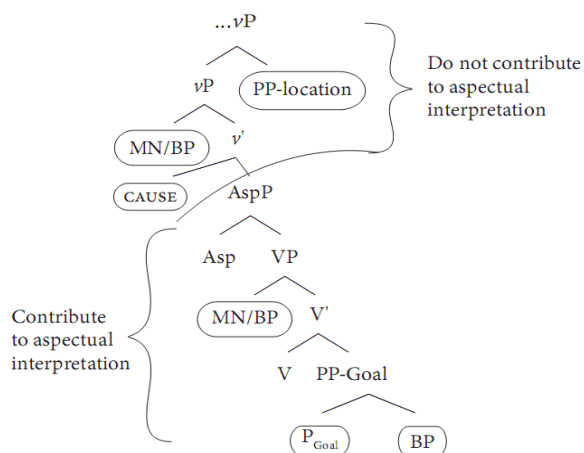 ...vP
vP PP-location
Do not contribute
to aspectual
interpretation
MN/BP v'
CAUSE AspP
Asp VP
Contribute
to aspectual
interpretation
MN/BP V'
V PP-Goal
PGoal BP